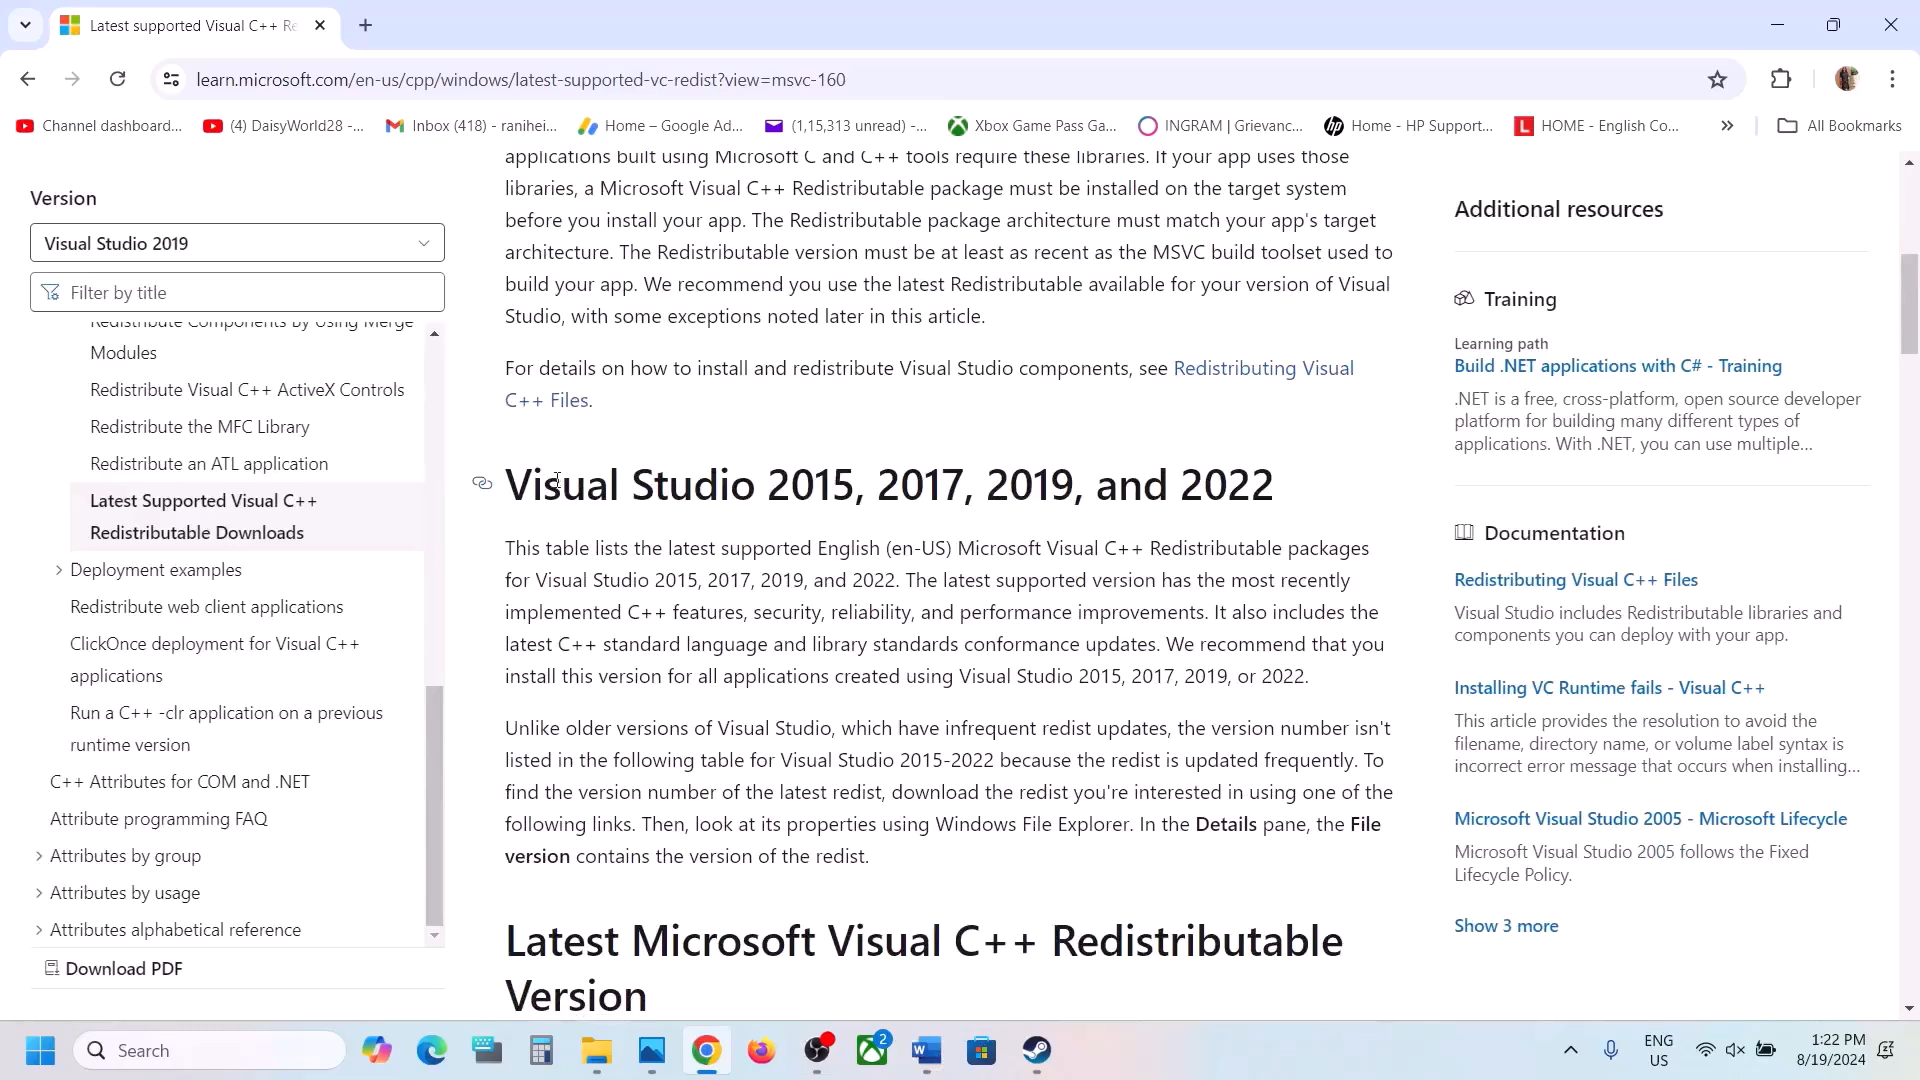 Latest supported Visual C++ Re
learn.microsoft.com/en-us/cpp/windows/latest-supported-vc-redist?view=msvc-160
Channel dashboard...
(4) DaisyWorld28 -...
Inbox (418) - ranihei...
Home – Google Ad...
(1,15,313 unread) -...
Xbox Game Pass Ga...
INGRAM | Grievanc...
Home - HP Support...
HOME - English Co...
»
All Bookmarks
Version
Visual Studio 2019
Filter by title
Redistribute Components By Using Merge
Modules
Redistribute Visual C++ ActiveX Controls
Redistribute the MFC Library
Redistribute an ATL application
Latest Supported Visual C++
Redistributable Downloads
Deployment examples
Redistribute web client applications
ClickOnce deployment for Visual C++
applications
Run a C++ -clr application on a previous
runtime version
C++ Attributes for COM and .NET
Attribute programming FAQ
Attributes by group
Attributes by usage
Attributes alphabetical reference
Download PDF
applications built using Microsoft C and C++ tools require these libraries. If your app uses those
libraries, a Microsoft Visual C++ Redistributable package must be installed on the target system
before you install your app. The Redistributable package architecture must match your app's target
architecture. The Redistributable version must be at least as recent as the MSVC build toolset used to
build your app. We recommend you use the latest Redistributable available for your version of Visual
Studio, with some exceptions noted later in this article.
For details on how to install and redistribute Visual Studio components, see Redistributing Visual
C++ Files.
Visual Studio 2015, 2017, 2019, and 2022
This table lists the latest supported English (en-US) Microsoft Visual C++ Redistributable packages
for Visual Studio 2015, 2017, 2019, and 2022. The latest supported version has the most recently
implemented C++ features, security, reliability, and performance improvements. It also includes the
latest C++ standard language and library standards conformance updates. We recommend that you
install this version for all applications created using Visual Studio 2015, 2017, 2019, or 2022.
Unlike older versions of Visual Studio, which have infrequent redist updates, the version number isn't
listed in the following table for Visual Studio 2015-2022 because the redist is updated frequently. To
find the version number of the latest redist, download the redist you're interested in using one of the
following links. Then, look at its properties using Windows File Explorer. In the Details pane, the File
version contains the version of the redist.
Latest Microsoft Visual C++ Redistributable
Version
Additional resources
Training
Learning path
Build .NET applications with C# - Training
.NET is a free, cross-platform, open source developer
platform for building many different types of
applications. With .NET, you can use multiple...
Documentation
Redistributing Visual C++ Files
Visual Studio includes Redistributable libraries and
components you can deploy with your app.
Installing VC Runtime fails - Visual C++
This article provides the resolution to avoid the
filename, directory name, or volume label syntax is
incorrect error message that occurs when installing...
Microsoft Visual Studio 2005 - Microsoft Lifecycle
Microsoft Visual Studio 2005 follows the Fixed
Lifecycle Policy.
Show 3 more
Search
2
ENG
US
1:22 PM
8/19/2024